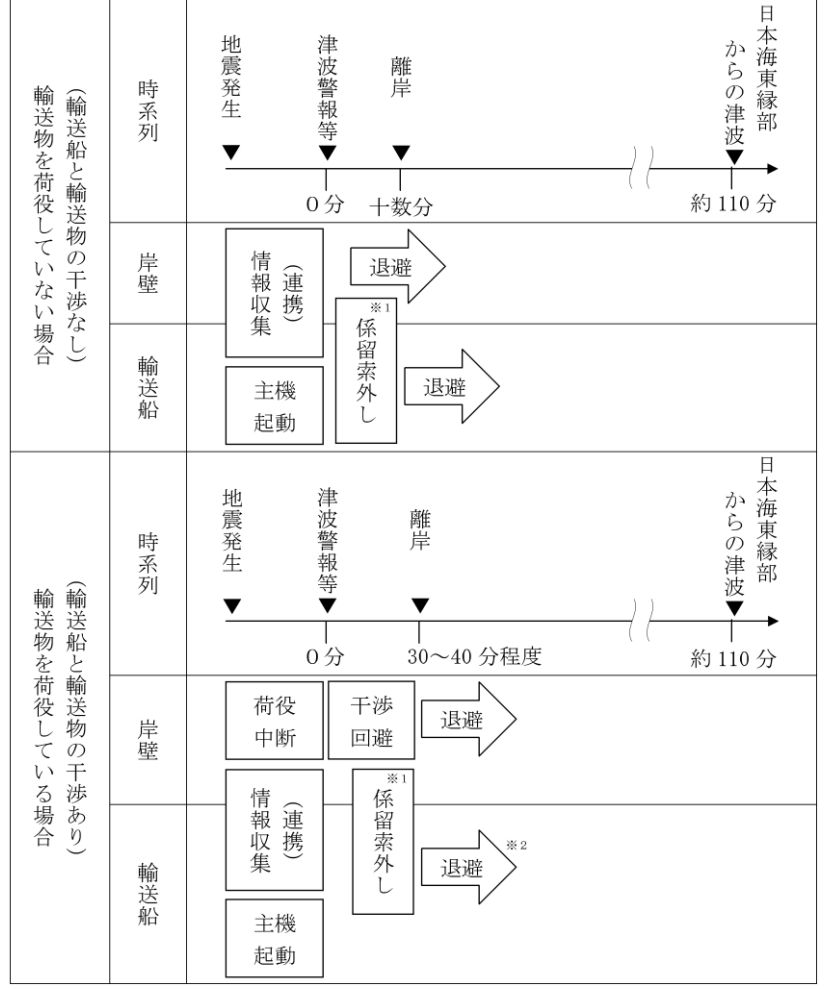 輸送物を荷役していない場合
（輸送船と輸送物の干渉なし）
時系列
地震発生
津波警報等
離岸
日本海東縁部
からの津波
0分
十数分
約110分
岸壁
情報収集
（連携）
退避
※1
係留索外し
輸送船
主機
起動
退避
輸送物を荷役している場合
（輸送船と輸送物の干渉あり）
時系列
地震発生
津波警報等
離岸
日本海東縁部
からの津波
0分
30～40分程度
約110分
岸壁
荷役
中断
干渉
回避
退避
情報収集
（連携）
※1
係留索外し
輸送船
退避
※2
主機
起動